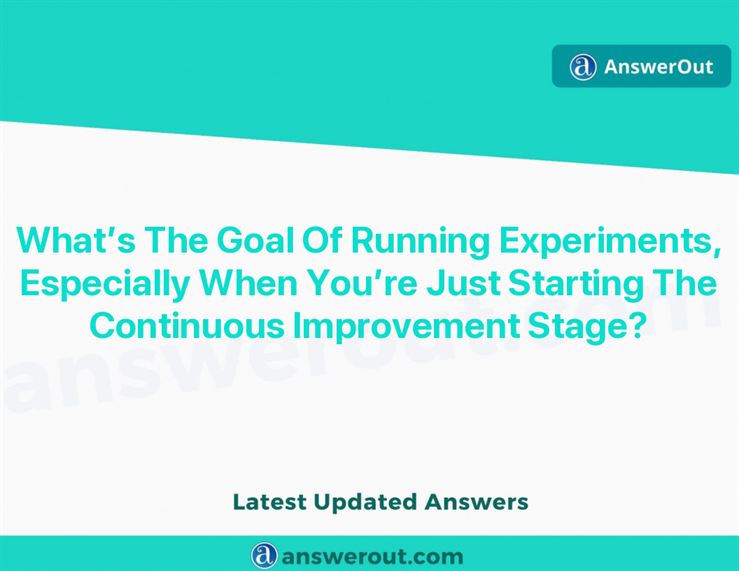 AnswerOut
What's The Goal Of Running Experiments,
Especially When You're Just Starting The
Continuous Improvement Stage?
answerout.com
Latest Updated Answers
answerout.com